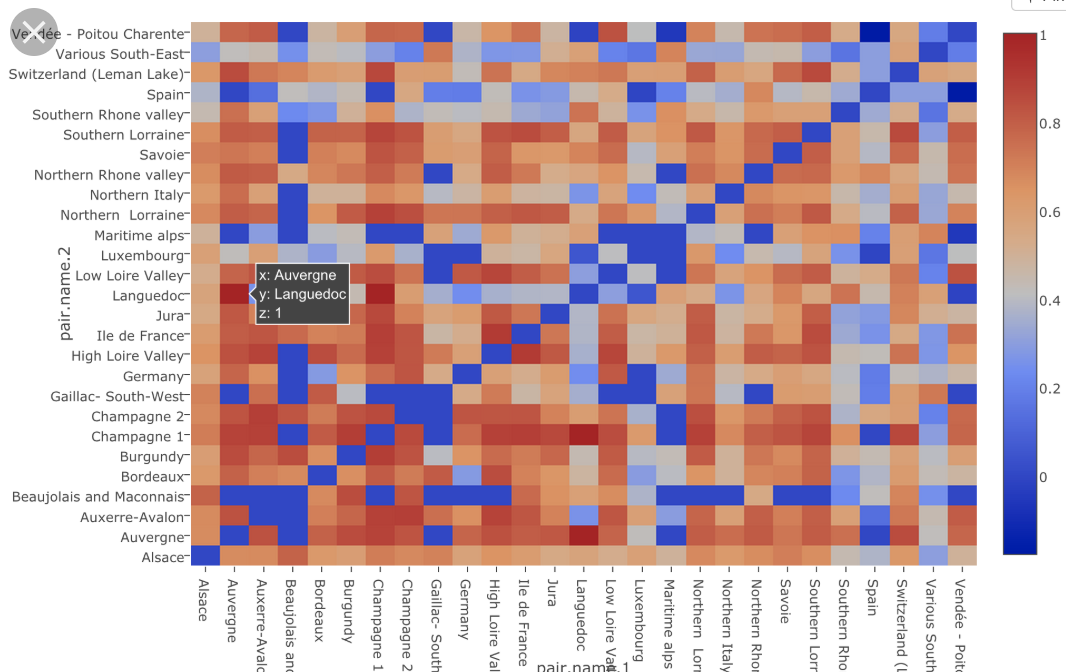 Vendée - Poitou Charente
Various South-East
Switzerland (Leman Lake)
Spain
Southern Rhone valley
Southern Lorraine
Savoie
Northern Rhone valley
Northern Italy
Northern Lorraine
Maritime alps
Luxembourg
Low Loire Valley
Languedoc
Jura
Ile de France
High Loire Valley
Germany
Gaillac- South-West
Champagne 2
Champagne 1
Burgundy
Bordeaux
Beaujolais and Maconnais
Auxerre-Avalon
Auvergne
Alsace
pair.name.2
x: Auvergne
y: Languedoc
z: 1
1
0.8
0.6
0.4
0.2
0
Alsace
Auvergne
Auxerre-Avalo
Beaujolais and
Bordeaux
Burgundy
Champagne 1
Champagne 2
Gaillac- South
Germany
High Loire Val
Ile de France
Jura
Languedoc
Low Loire Va
Luxembourg
Maritime alps
Northern Lorr
Northern Italy
Northern Rhon
Savoie
Southern Lorr
Southern Rho
Spain
Switzerland (L
Various South
Vendée - Poito
pair.name.1